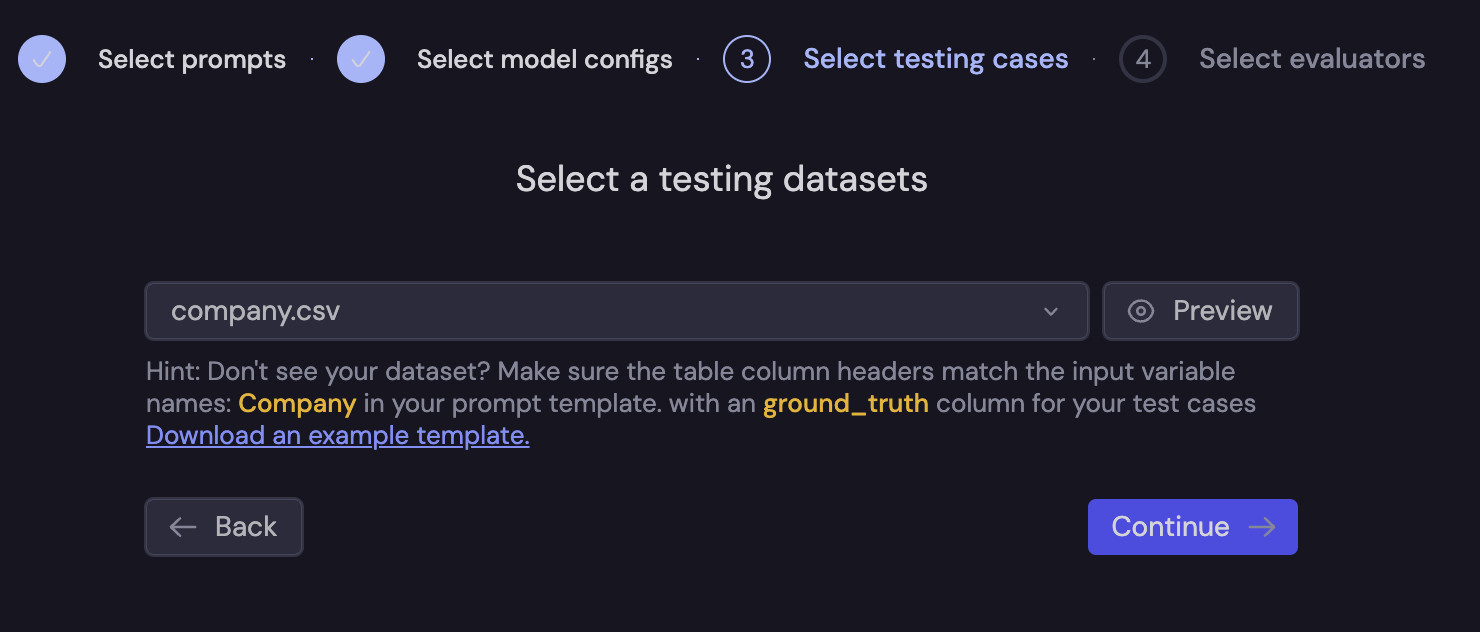 Select prompts · Select model configs · 3 Select testing cases · 4 Select evaluators
Select a testing datasets
company.csv Preview
Hint: Don't see your dataset? Make sure the table column headers match the input variable
names: Company in your prompt template. with an ground_truth column for your test cases
Download an example template.
Back Continue